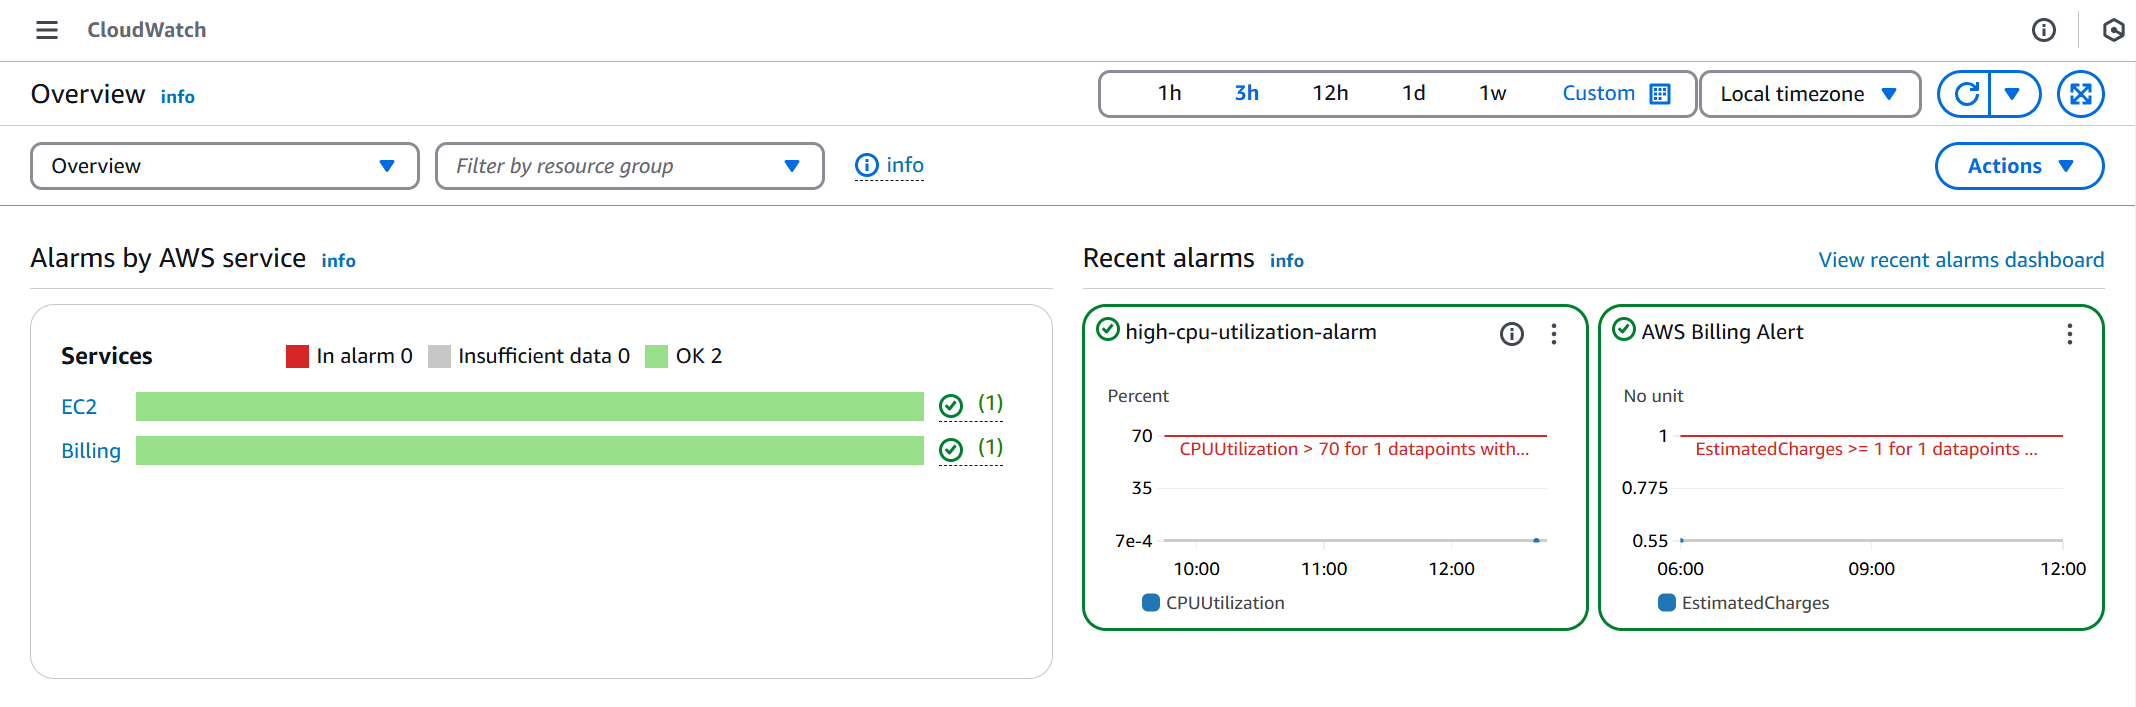 CloudWatch
Overview info
1h 3h 12h 1d 1w Custom Local timezone
Overview Filter by resource group info Actions
Alarms by AWS service info
Services In alarm 0 Insufficient data 0 OK 2
EC2 (1)
Billing (1)
Recent alarms info View recent alarms dashboard
high-cpu-utilization-alarm
Percent
70
CPUUtilization > 70 for 1 datapoints with...
35
7e-4
10:00 11:00 12:00
CPUUtilization
AWS Billing Alert
No unit
1
EstimatedCharges >= 1 for 1 datapoints ...
0.775
0.55
06:00 09:00 12:00
EstimatedCharges